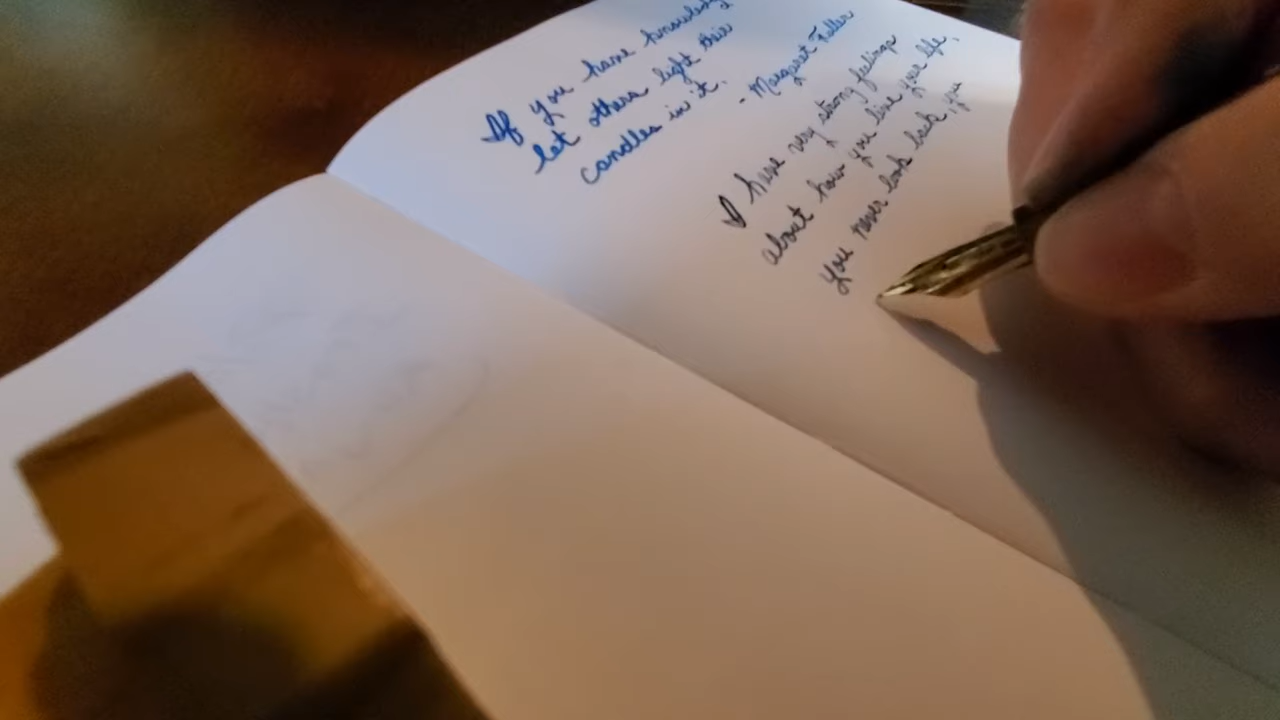 If you have knowledge
let others light their
candles in it.
- Margaret Fuller
I have very strong feelings
about how you live your life.
You never look back, you